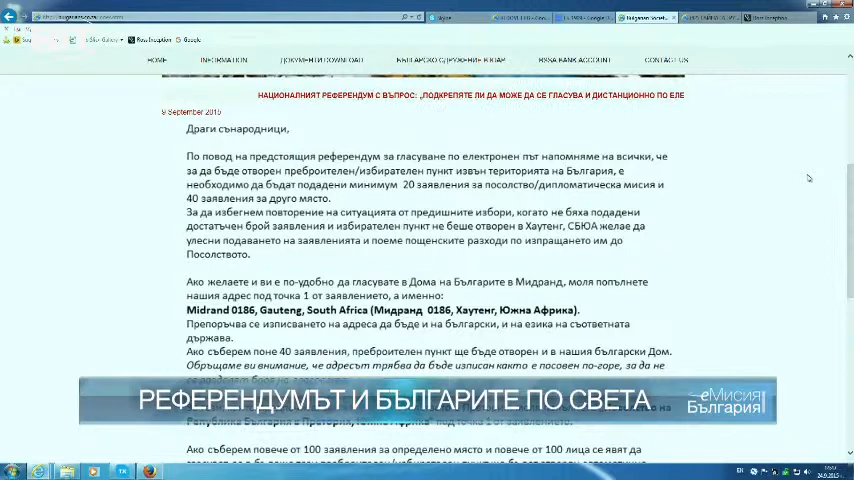 HOME INFORMATION ДОКУМЕНТИ DOWNLOAD БЪЛГАРСКО СДРУЖЕНИЕ В ЮАР BSSA BANK ACCOUNT CONTACT US
НАЦИОНАЛНИЯТ РЕФЕРЕНДУМ С ВЪПРОС: „ПОДКРЕПЯТЕ ЛИ ДА МОЖЕ ДА СЕ ГЛАСУВА И ДИСТАНЦИОННО ПО ЕЛЕ
9 September 2015
Драги сънародници,
По повод на предстоящия референдум за гласуване по електронен път напомняме на всички, че
за да бъде отворен преброителен/избирателен пункт извън територията на България, е
необходимо да бъдат подадени минимум 20 заявления за посолство/дипломатическа мисия и
40 заявления за друго място.
За да избегнем повторение на ситуацията от предишните избори, когато не бяха подадени
достатъчен брой заявления и избирателен пункт не беше отворен в Хаутенг, СБЮА желае да
улесни подаването на заявленията и поеме пощенските разходи по изпращането им до
Посолството.
Ако желаете и ви е по-удобно да гласувате в Дома на Българите в Мидранд, моля попълнете
нашия адрес под точка 1 от заявлението, а именно:
Midrand 0186, Gauteng, South Africa (Мидранд 0186, Хаутенг, Южна Африка).
Препоръчва се изписването на адреса да бъде и на български, и на езика на съответната
държава.
Ако съберем поне 40 заявления, преброителен пункт ще бъде отворен и в нашия български Дом.
Обръщаме ви внимание, че адресът трябва да бъде изписан както е посочен по-горе, за да не
РЕФЕРЕНДУМЪТ И БЪЛГАРИТЕ ПО СВЕТА
еМисия
България
Ако съберем повече от 100 заявления за определено място и повече от 100 лица се явят да
Ross Inception
Google
EN
24.9.2015